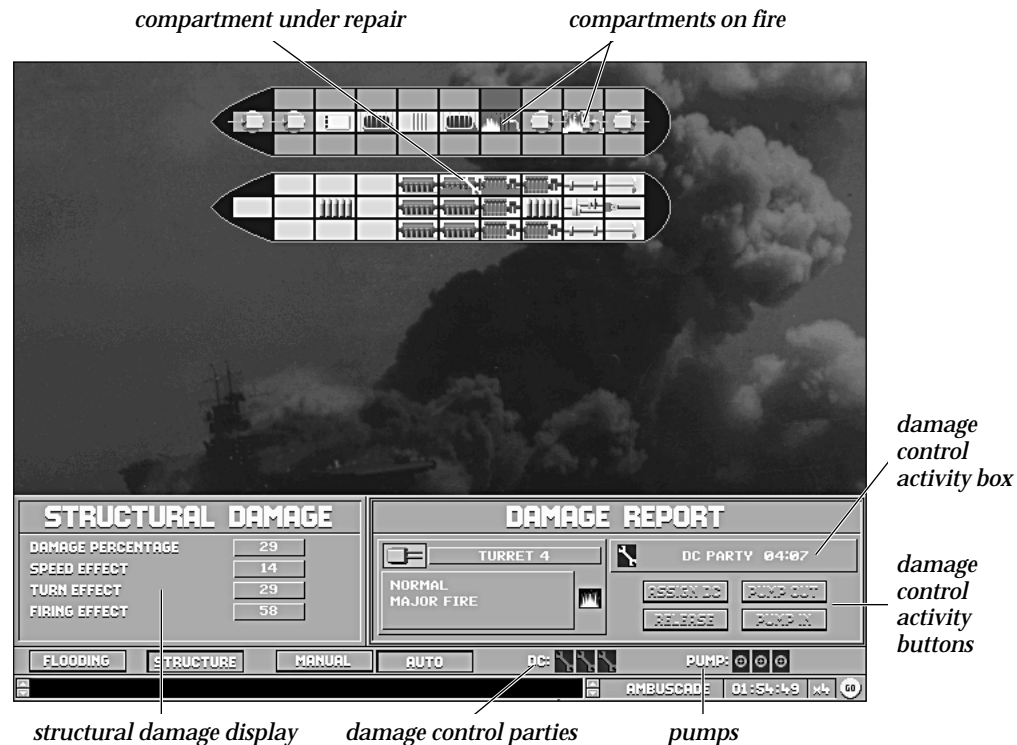 compartment under repair
compartments on fire
damage
control
activity box
STRUCTURAL DAMAGE
DAMAGE REPORT
DAMAGE PERCENTAGE 29
SPEED EFFECT 14
TURN EFFECT 29
FIRING EFFECT 58
TURRET 4
DC PARTY 04:07
NORMAL
MAJOR FIRE
ASSIGN DC PUMP OUT
RELEASE PUMP IN
damage
control
activity
buttons
FLOODING STRUCTURE MANUAL AUTO DC: PUMP:
AMBUSCADE 01:54:49 x4 GO
structural damage display
damage control parties
pumps